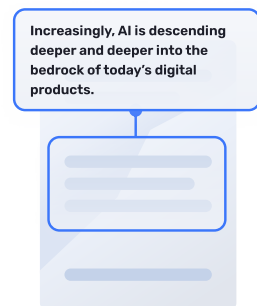 Increasingly, AI is descending
deeper and deeper into the
bedrock of today’s digital
products.